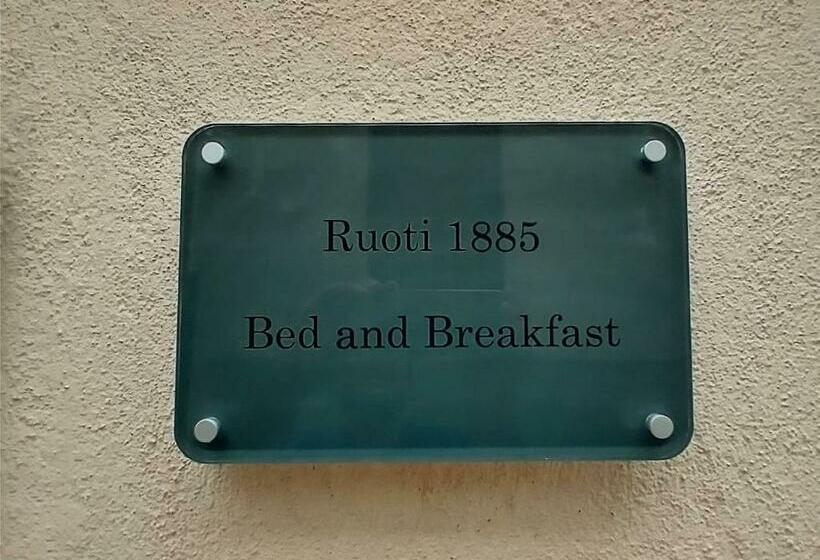 Ruoti 1885
Bed and Breakfast